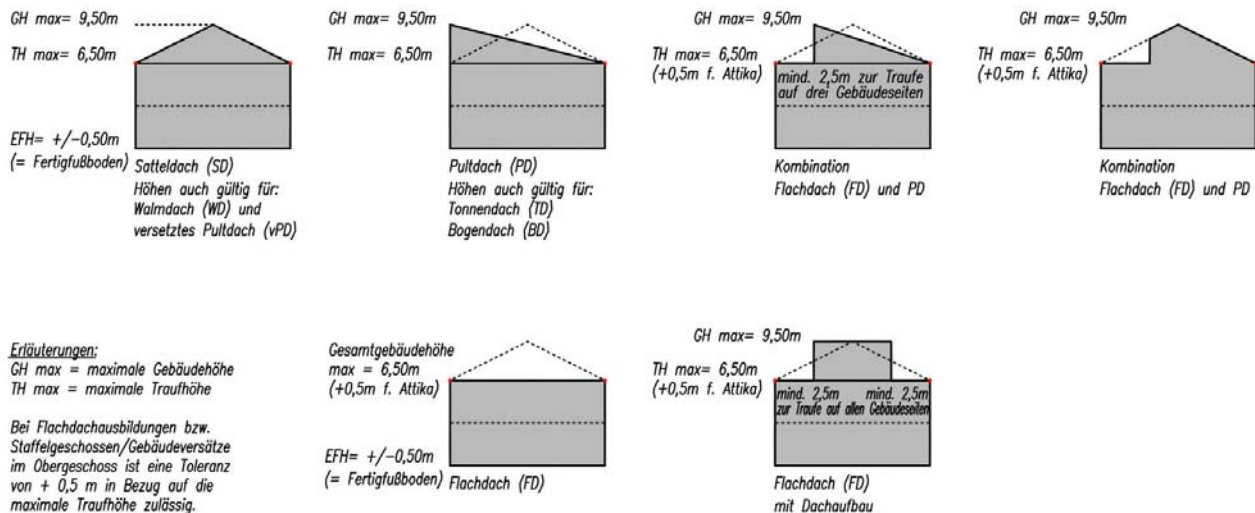 GH max= 9,50m
TH max= 6,50m
EFH= +/-0,50m
(= Fertigfußboden)
Satteldach (SD)
Höhen auch gültig für:
Walmdach (WD) und
versetztes Pultdach (vPD)
GH max= 9,50m
TH max= 6,50m
Pultdach (PD)
Höhen auch gültig für:
Tonnendach (TD)
Bogendach (BD)
GH max= 9,50m
TH max= 6,50m
(+0,5m f. Attika)
mind. 2,5m zur Traufe
auf drei Gebäudeseiten
Kombination
Flachdach (FD) und PD
GH max= 9,50m
TH max= 6,50m
(+0,5m f. Attika)
Kombination
Flachdach (FD) und PD
Erläuterungen:
GH max = maximale Gebäudehöhe
TH max = maximale Traufhöhe
Bei Flachdachausbildungen bzw.
Staffelgeschossen/Gebäudeversätze
im Obergeschoss ist eine Toleranz
von + 0,5 m in Bezug auf die
maximale Traufhöhe zulässig.
Gesamtgebäudehöhe
max = 6,50m
(+0,5m f. Attika)
EFH= +/-0,50m
(= Fertigfußboden)
Flachdach (FD)
GH max= 9,50m
TH max= 6,50m
(+0,5m f. Attika)
mind. 2,5m mind. 2,5m
zur Traufe auf allen Gebäudeseiten
Flachdach (FD)
mit Dachaufbau